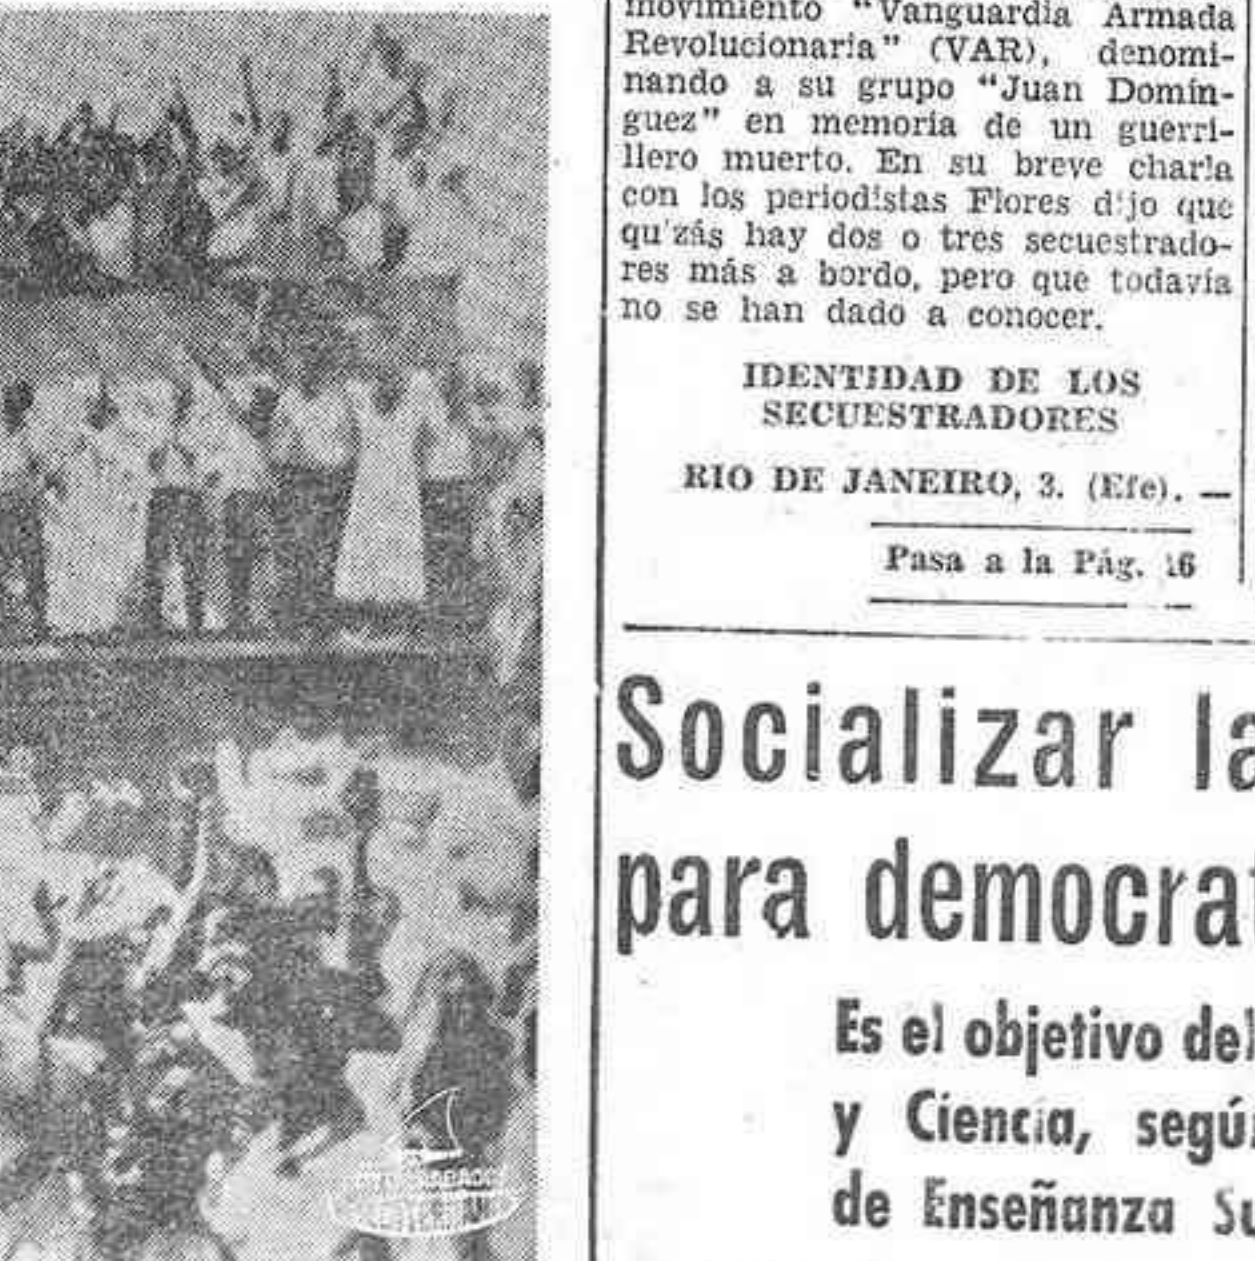 movimiento "Vanguardia Armada
Revolucionaria" (VAR), denomi-
nando a su grupo "Juan Domín-
guez" en memoria de un guerri-
llero muerto. En su breve charla
con los periodistas Flores dijo que
quizás hay dos o tres secuestrado-
res más a bordo, pero que todavía
no se han dado a conocer.
IDENTIDAD DE LOS
SECUESTRADORES
RIO DE JANEIRO, 3. (Efe). —
Pasa a la Pág. 16
Socializar la
para democrat
Es el objetivo del
y Ciencia, segú
de Enseñanza Su